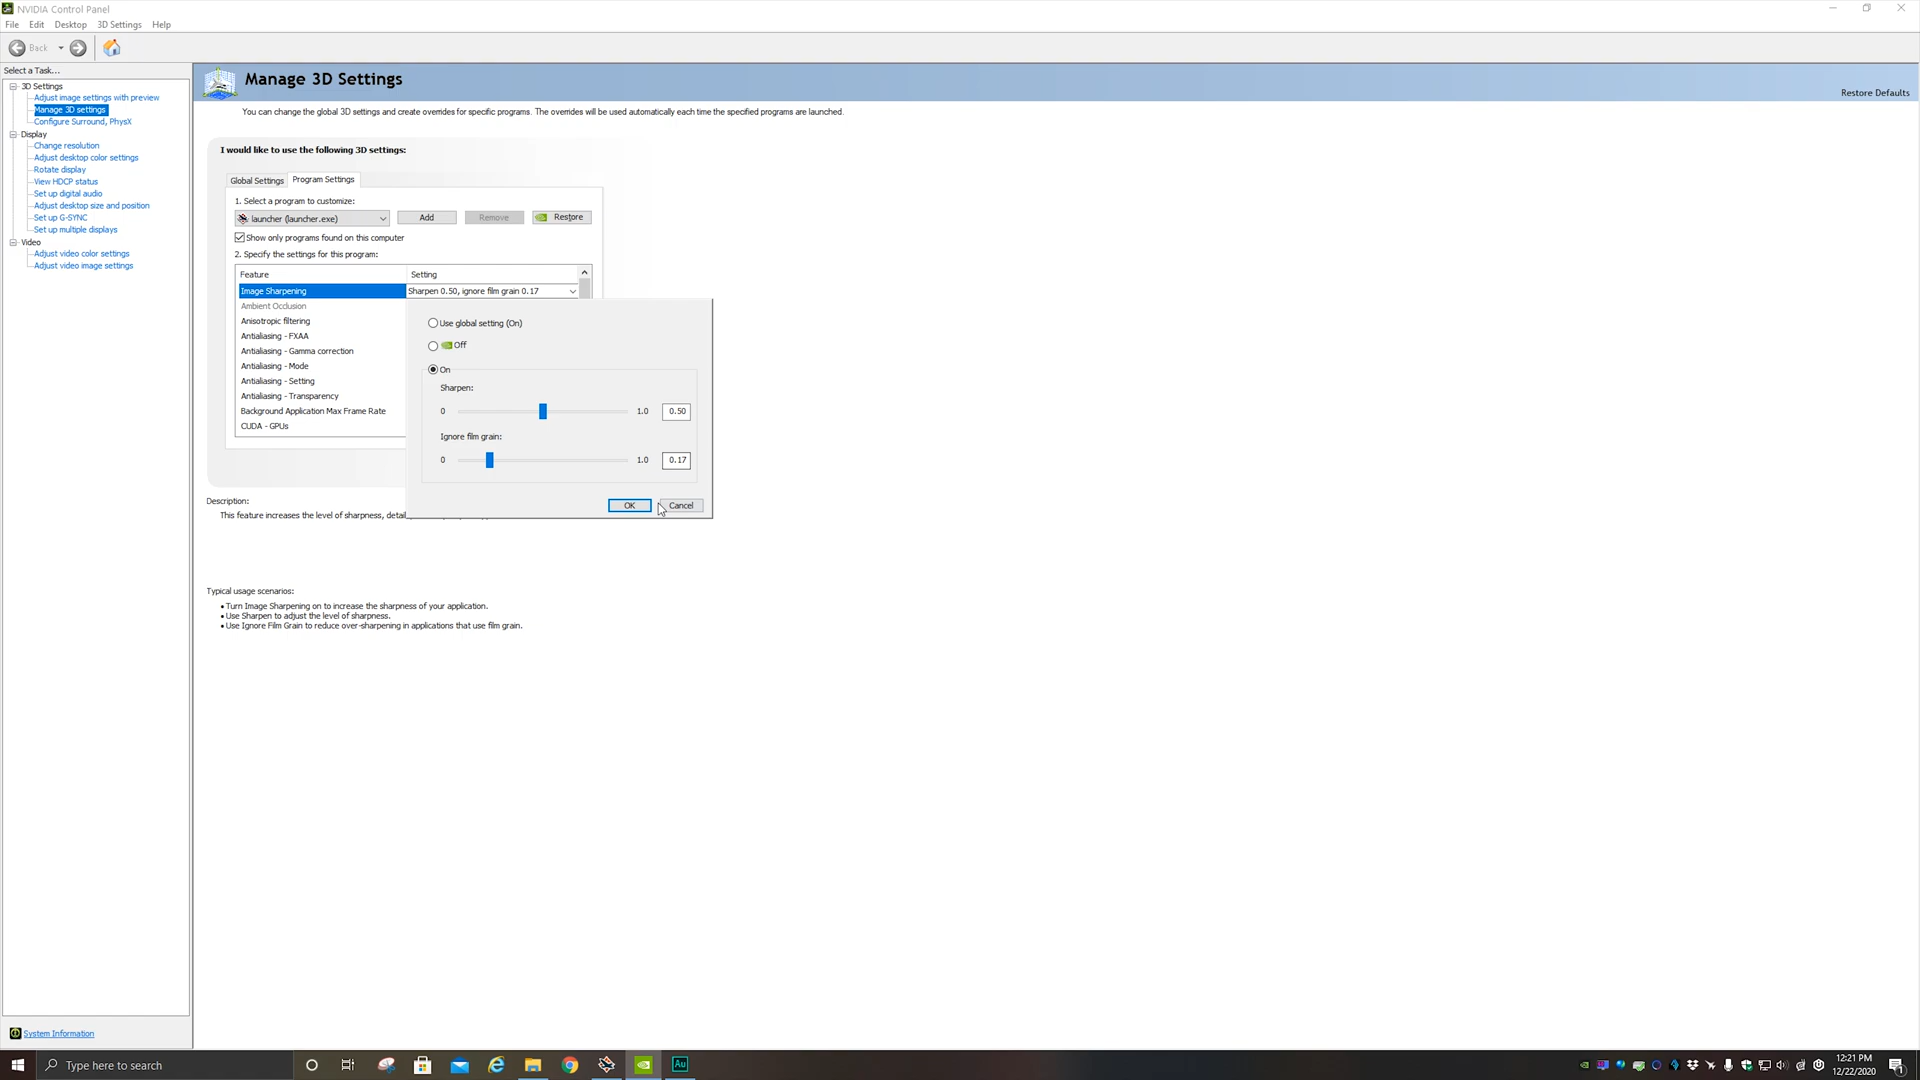 NVIDIA Control Panel
File Edit Desktop 3D Settings Help
Back
Select a Task...
3D Settings
Adjust image settings with preview
Manage 3D settings
Configure Surround, PhysX
Display
Change resolution
Adjust desktop color settings
Rotate display
View HDCP status
Set up digital audio
Adjust desktop size and position
Set up G-SYNC
Set up multiple displays
Video
Adjust video color settings
Adjust video image settings
System Information
Manage 3D Settings
Restore Defaults
You can change the global 3D settings and create overrides for specific programs. The overrides will be used automatically each time the specified programs are launched.
I would like to use the following 3D settings:
Global Settings Program Settings
1. Select a program to customize:
launcher (launcher.exe) Add Remove Restore
Show only programs found on this computer
2. Specify the settings for this program:
Feature Setting
Image Sharpening Sharpen 0.50, ignore film grain 0.17
Ambient Occlusion
Anisotropic filtering
Antialiasing - FXAA
Antialiasing - Gamma correction
Antialiasing - Mode
Antialiasing - Setting
Antialiasing - Transparency
Background Application Max Frame Rate
CUDA - GPUs
Use global setting (On)
Off
On
Sharpen:
0 1.0 0.50
Ignore film grain:
0 1.0 0.17
OK Cancel
Description:
This feature increases the level of sharpness, detail
Typical usage scenarios:
• Turn Image Sharpening on to increase the sharpness of your application.
• Use Sharpen to adjust the level of sharpness.
• Use Ignore Film Grain to reduce over-sharpening in applications that use film grain.
Type here to search
Au
12:21 PM
12/22/2020